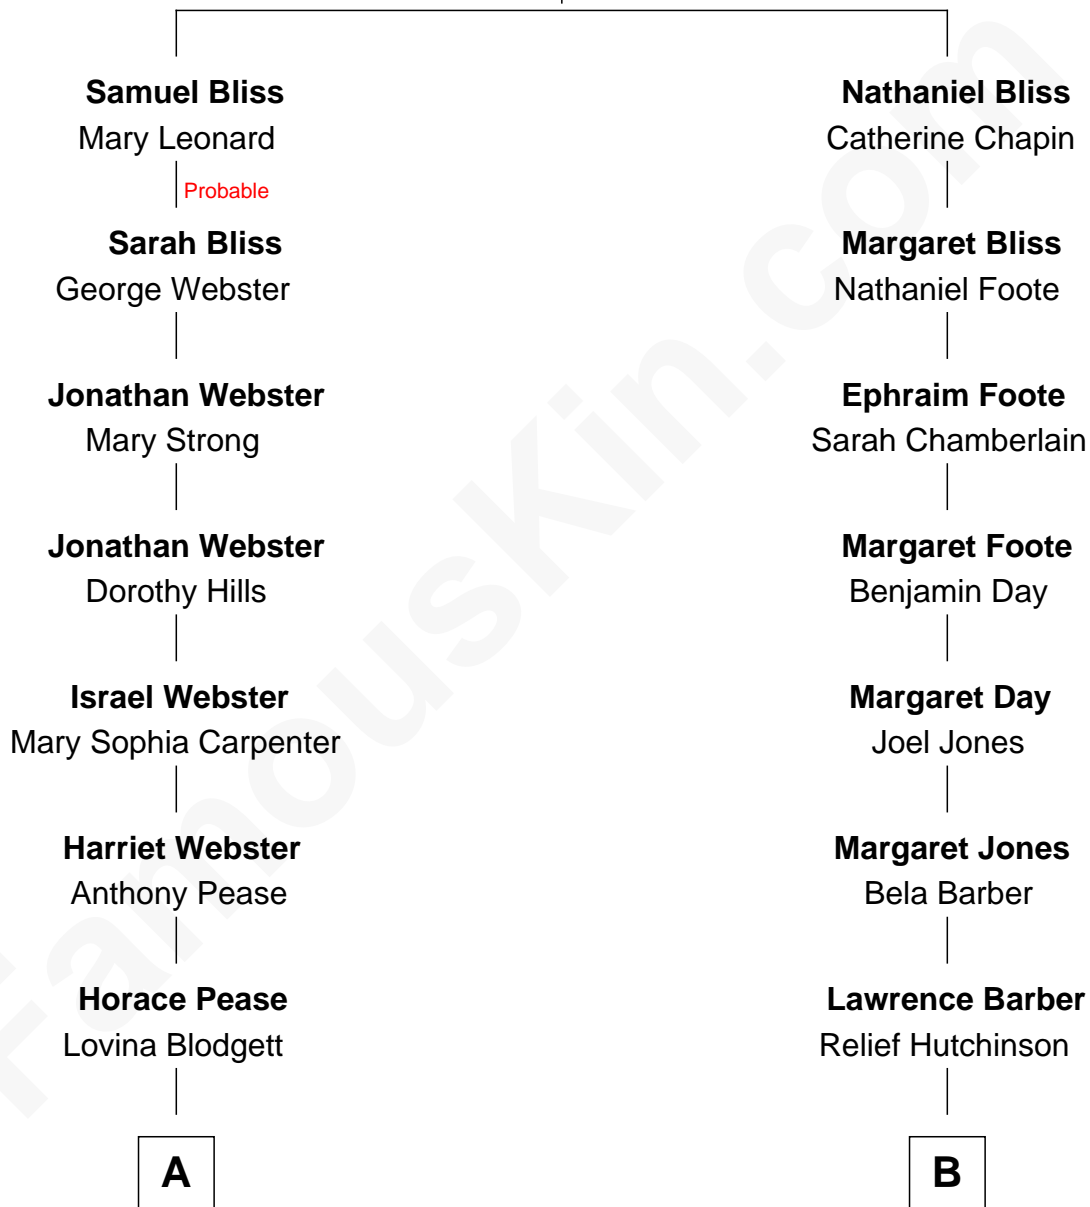 Samuel Bliss
Mary Leonard
Probable
Sarah Bliss
George Webster
Jonathan Webster
Mary Strong
Jonathan Webster
Dorothy Hills
Israel Webster
Mary Sophia Carpenter
Harriet Webster
Anthony Pease
Horace Pease
Lovina Blodgett
A
Nathaniel Bliss
Catherine Chapin
Margaret Bliss
Nathaniel Foote
Ephraim Foote
Sarah Chamberlain
Margaret Foote
Benjamin Day
Margaret Day
Joel Jones
Margaret Jones
Bela Barber
Lawrence Barber
Relief Hutchinson
B
FamousKin.com